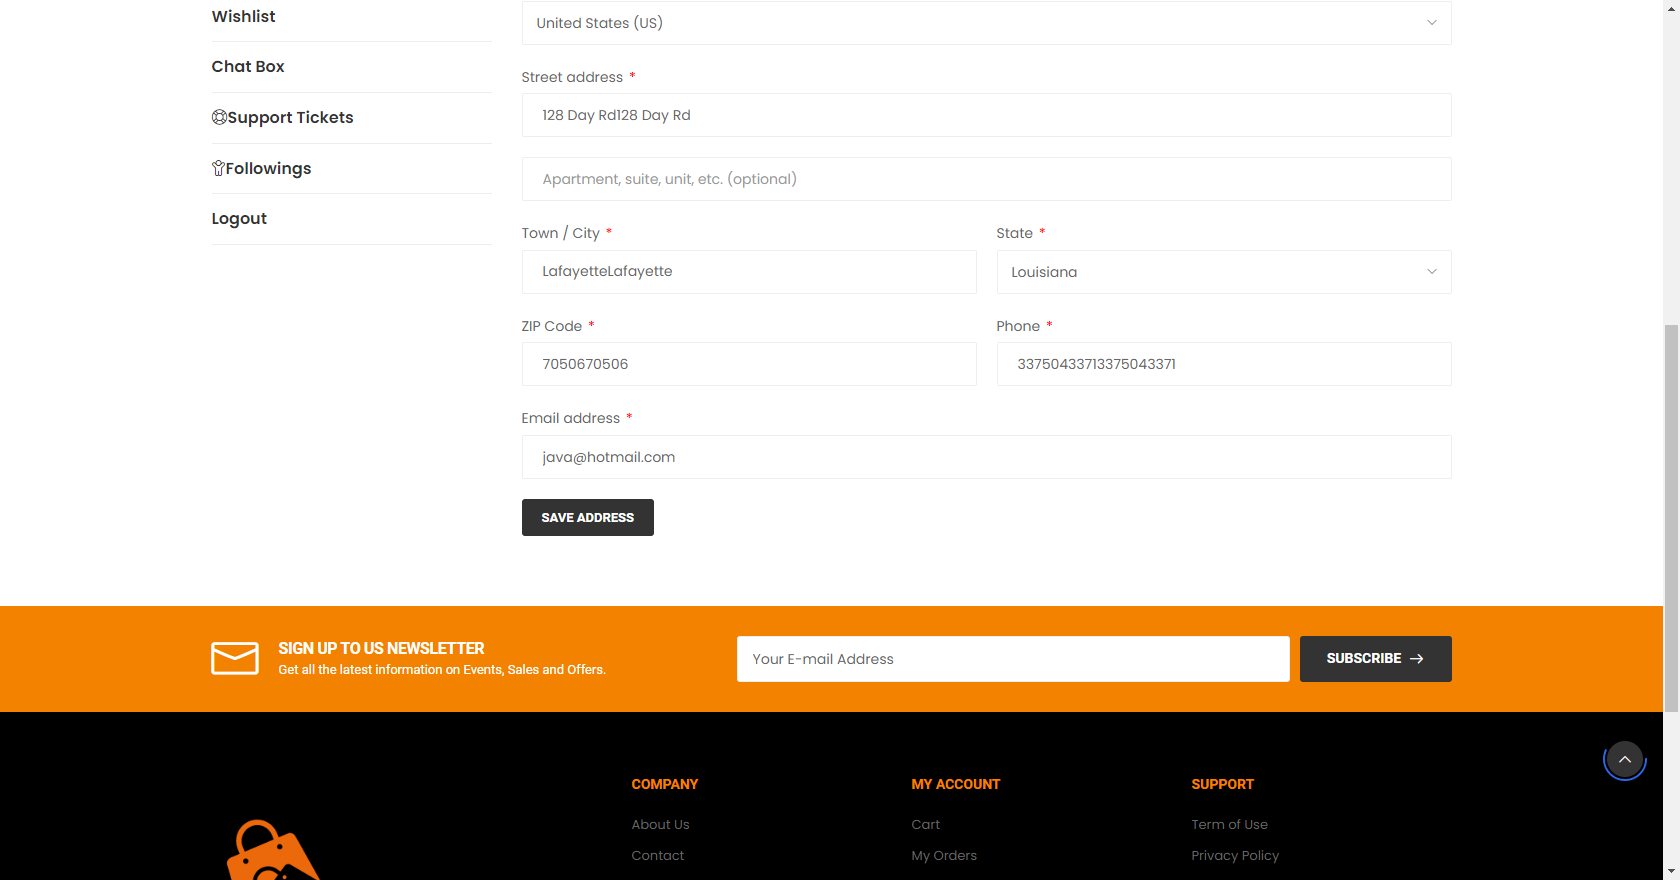 Wishlist
Chat Box
Support Tickets
Followings
Logout
United States (US)
Street address *
128 Day Rd128 Day Rd
Apartment, suite, unit, etc. (optional)
Town / City *
State *
LafayetteLafayette
Louisiana
ZIP Code *
Phone *
7050670506
33750433713375043371
Email address *
java@hotmail.com
SAVE ADDRESS
SIGN UP TO US NEWSLETTER
Get all the latest information on Events, Sales and Offers.
Your E-mail Address
SUBSCRIBE →
COMPANY
About Us
Contact
MY ACCOUNT
Cart
My Orders
SUPPORT
Term of Use
Privacy Policy